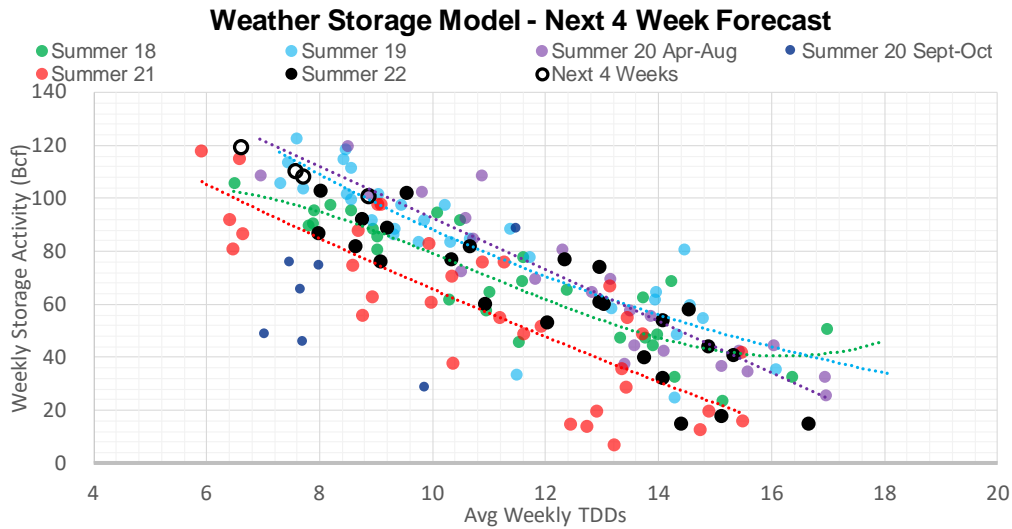 Weather Storage Model - Next 4 Week Forecast
Summer 18 Summer 19 Summer 20 Apr-Aug Summer 20 Sept-Oct
Summer 21 Summer 22 Next 4 Weeks
Weekly Storage Activity (Bcf)
140
120
100
80
60
40
20
0
4 6 8 10 12 14 16 18 20
Avg Weekly TDDs